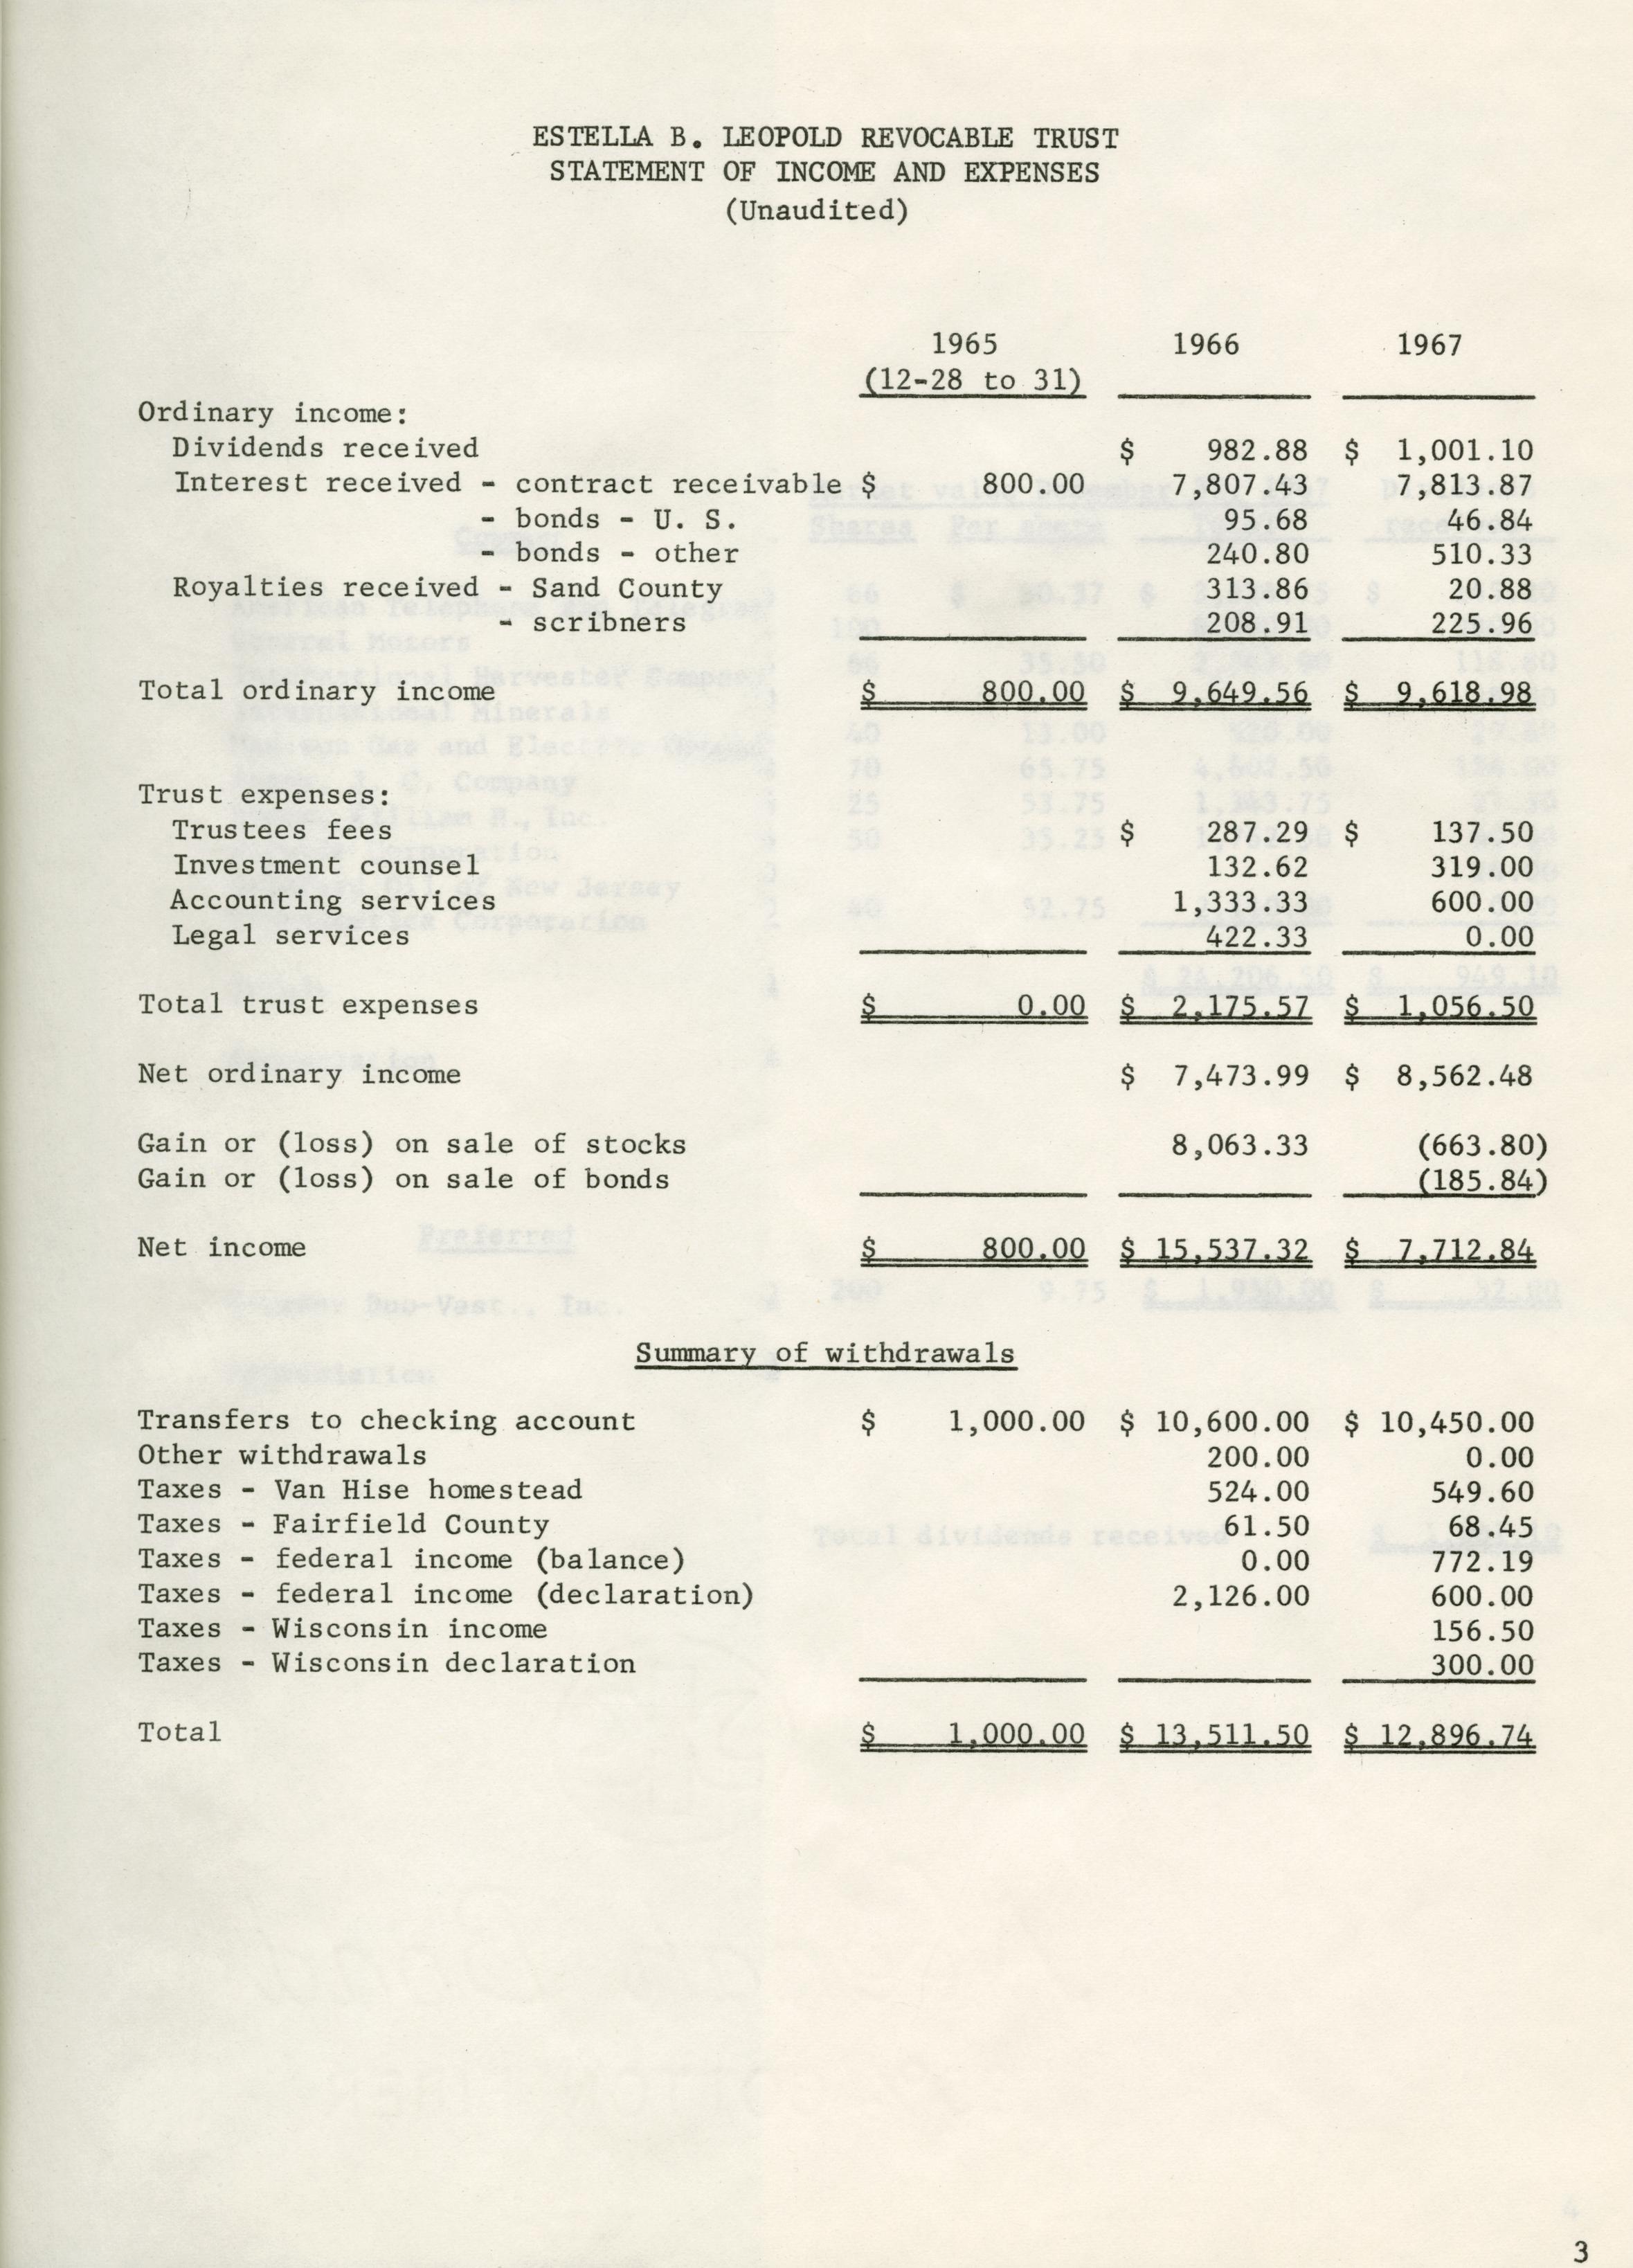 ESTELLA B. LEOPOLD REVOCABLE TRUST
STATEMENT OF INCOME AND EXPENSES
(Unaudited)
1965 1966 1967
(12-28 to 31)
Ordinary income:
Dividends received $ 982.88 $ 1,001.10
Interest received - contract receivable $ 800.00 7,807.43 7,813.87
- bonds - U. S. 95.68 46.84
- bonds - other 240.80 510.33
Royalties received - Sand County 313.86 20.88
- scribners 208.91 225.96
Total ordinary income $ 800.00 $ 9,649.56 $ 9,618.98
Trust expenses:
Trustees fees $ 287.29 $ 137.50
Investment counsel 132.62 319.00
Accounting services 1,333.33 600.00
Legal services 422.33 0.00
Total trust expenses $ 0.00 $ 2,175.57 $ 1,056.50
Net ordinary income $ 7,473.99 $ 8,562.48
Gain or (loss) on sale of stocks 8,063.33 (663.80)
Gain or (loss) on sale of bonds (185.84)
Net income $ 800.00 $ 15,537.32 $ 7,712.84
Summary of withdrawals
Transfers to checking account $ 1,000.00 $ 10,600.00 $ 10,450.00
Other withdrawals 200.00 0.00
Taxes - Van Hise homestead 524.00 549.60
Taxes - Fairfield County 61.50 68.45
Taxes - federal income (balance) 0.00 772.19
Taxes - federal income (declaration) 2,126.00 600.00
Taxes - Wisconsin income 156.50
Taxes - Wisconsin declaration 300.00
Total $ 1,000.00 $ 13,511.50 $ 12,896.74
3